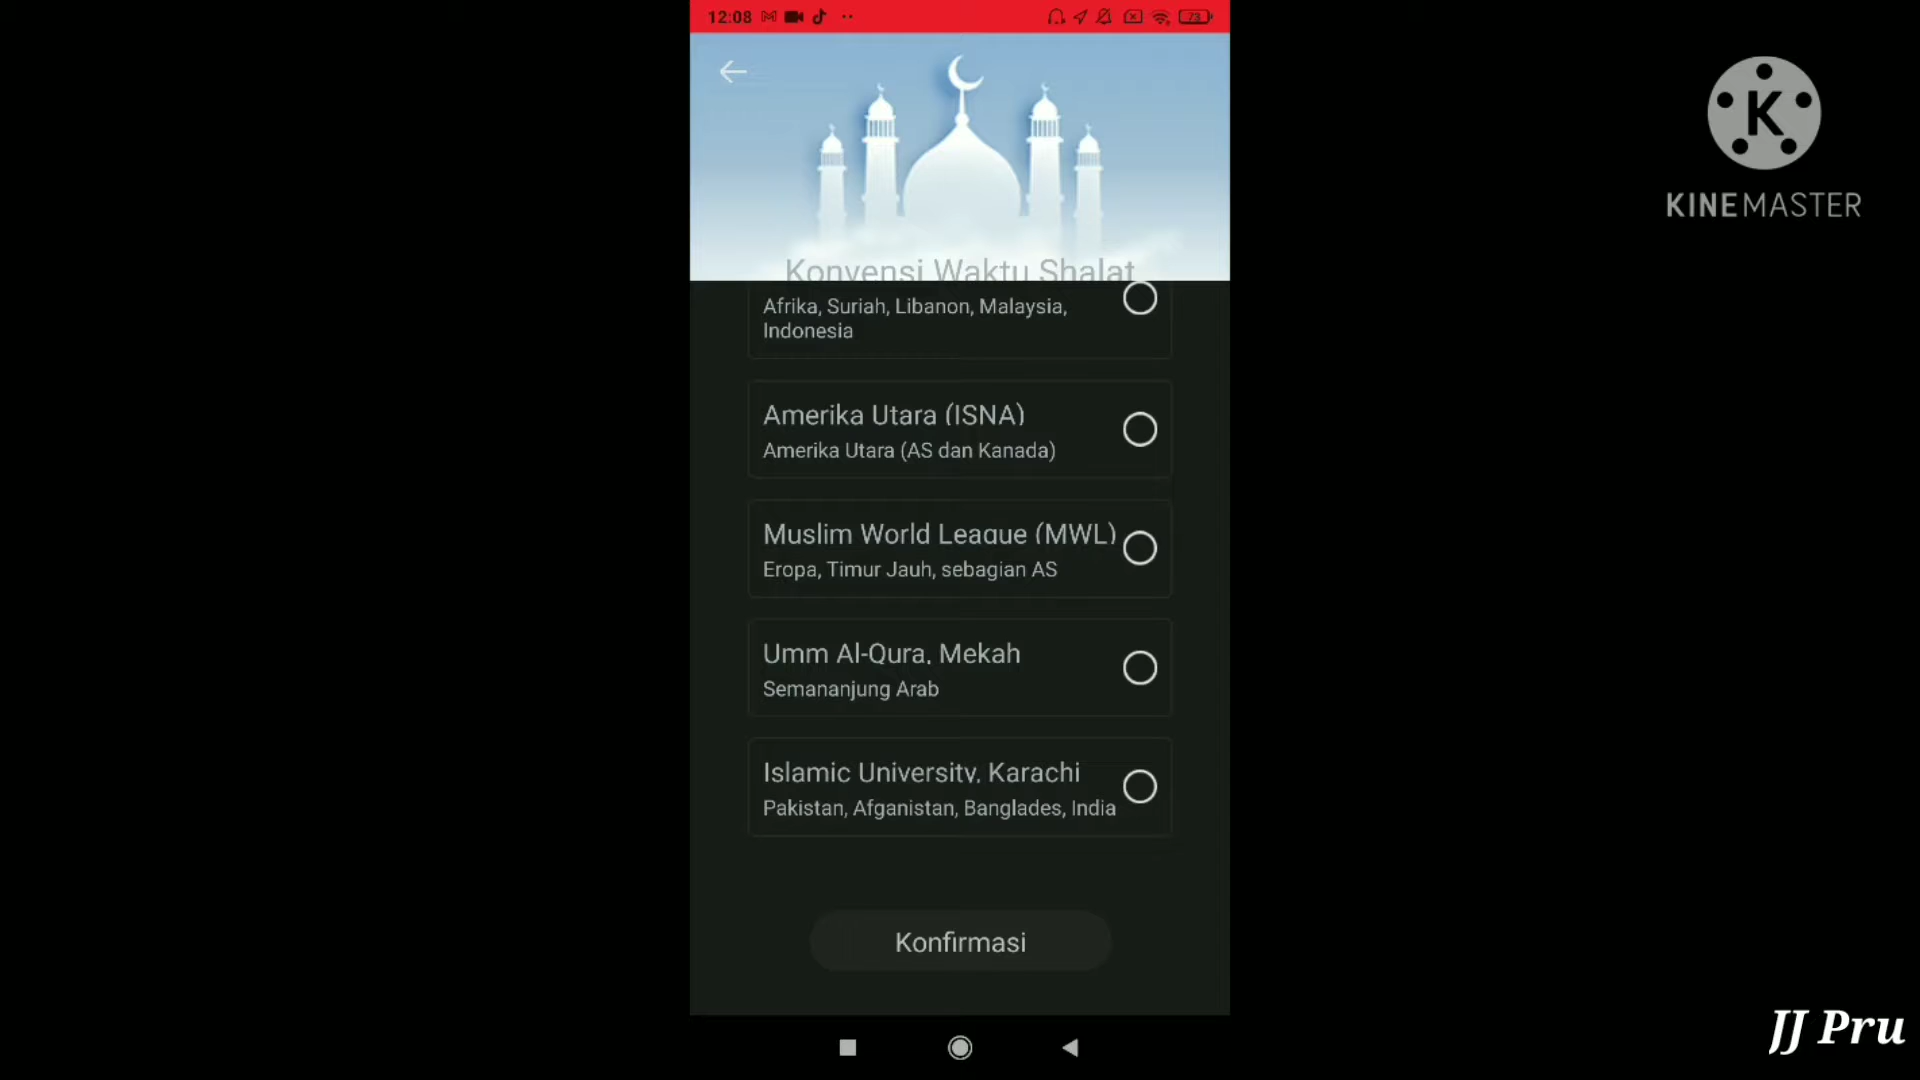 12:08
73
K
KINEMASTER
Konvensi Waktu Shalat
Afrika, Suriah, Libanon, Malaysia,
Indonesia
Amerika Utara (ISNA)
Amerika Utara (AS dan Kanada)
Muslim World League (MWL)
Eropa, Timur Jauh, sebagian AS
Umm Al-Qura, Mekah
Semananjung Arab
Islamic University, Karachi
Pakistan, Afganistan, Banglades, India
Konfirmasi
JJ Pru